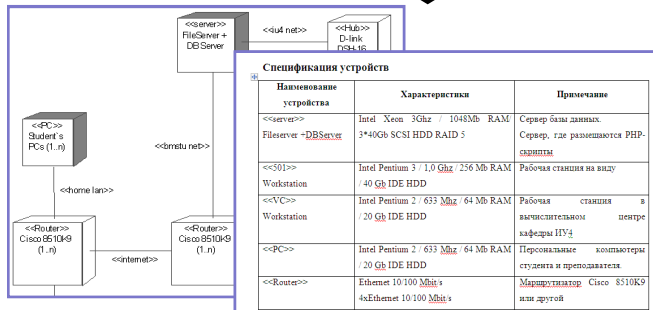 <<server>>
FileServer +
DB Server
<<iu4 net>>
<<Hub>>
D-link
DSH-16
<<PC>>
Student`s
PCs (1..n)
<<bmstu net>>
<<home lan>>
<<Router>>
Cisco 8510K9
(1..n)
<<internet>>
<<Router>>
Cisco 8510K9
(1..n)
Спецификация устройств
Наименование устройства
Характеристики
Примечание
<<server>>
Fileserver +DBServer
Intel Xeon 3Ghz / 1048Mb RAM/
3*40Gb SCSI HDD RAID 5
Сервер базы данных.
Сервер, где размещаются PHP-
скрипты
<<501>>
Workstation
Intel Pentium 3 / 1,0 Ghz / 256 Mb RAM
/ 40 Gb IDE HDD
Рабочая станция на виду
<<VC>>
Workstation
Intel Pentium 2 / 633 Mhz / 64 Mb RAM
/ 20 Gb IDE HDD
Рабочая станция в
вычислительном центре
кафедры ИУ4
<<PC>>
Intel Pentium 2 / 633 Mhz / 64 Mb RAM
/ 20 Gb IDE HDD
Персональные компьютеры
студента и преподавателя.
<<Router>>
Ethernet 10/100 Mbit/s
4xEthernet 10/100 Mbit/s
Маршрутизатор Cisco 8510K9
или другой